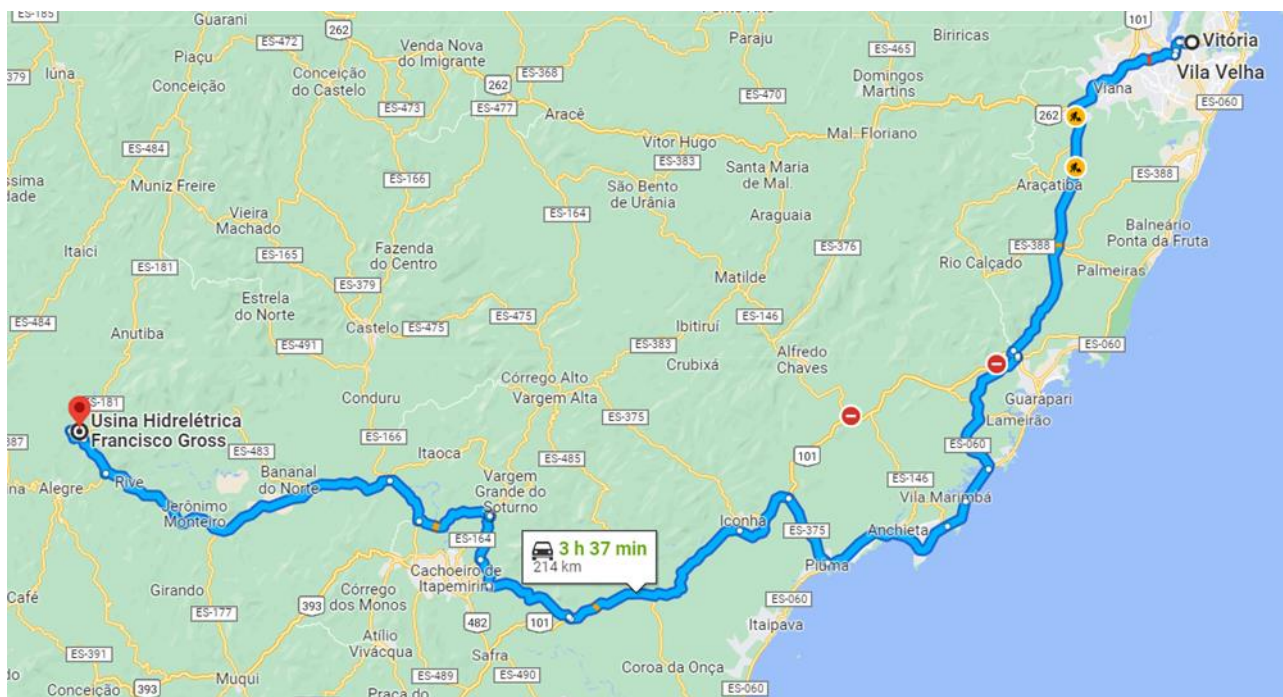 ES-185
Guarani
262
Biriricas
101
Vitória
Vila Velha
ES-472
Piaçu
Venda Nova
do Imigrante
Paraju
ES-465
379
Iúna
Conceição
Conceição
do Castelo
262
ES-368
Domingos
Martins
Viana
ES-060
ES-473
ES-477
Aracê
ES-470
262
Mal. Floriano
ES-484
Vitor Hugo
ES-383
Muniz Freire
ES-166
São Bento
de Urânia
Santa Maria
de Mal.
Araçatiba
ES-388
Vieira
Machado
ES-164
Araguaia
Balneário
Ponta da Fruta
Itaici
ES-181
ES-165
Fazenda
do Centro
ES-376
ES-388
Rio Calçado
Palmeiras
Matilde
ES-379
Estrela
do Norte
ES-484
Anutiba
Castelo
ES-475
ES-475
Ibitiruí
ES-146
ES-491
ES-383
Crubixá
Alfredo
Chaves
ES-060
Córrego Alto
Vargem Alta
Guarapari
Conduru
ES-181
Usina Hidrelétrica
Francisco Gross
ES-375
Lameirão
387
ES-166
ES-483
Itaoca
ES-485
101
ES-060
Bananal
do Norte
Vargem
Grande do
Soturno
ES-146
Alegre
Rive
Jerônimo
Monteiro
Vila Marimbá
Iconha
Anchieta
ES-375
ES-164
3 h 37 min
214 km
Cachoeiro de
Itapemirim
Piúma
Café
Girando
Córrego
dos Monos
393
ES-060
ES-177
482
101
Itaipava
Atílio
Vivácqua
Safra
ES-391
Coroa da Onça
Muqui
ES-489
ES-490
Conceição
393
ES-060